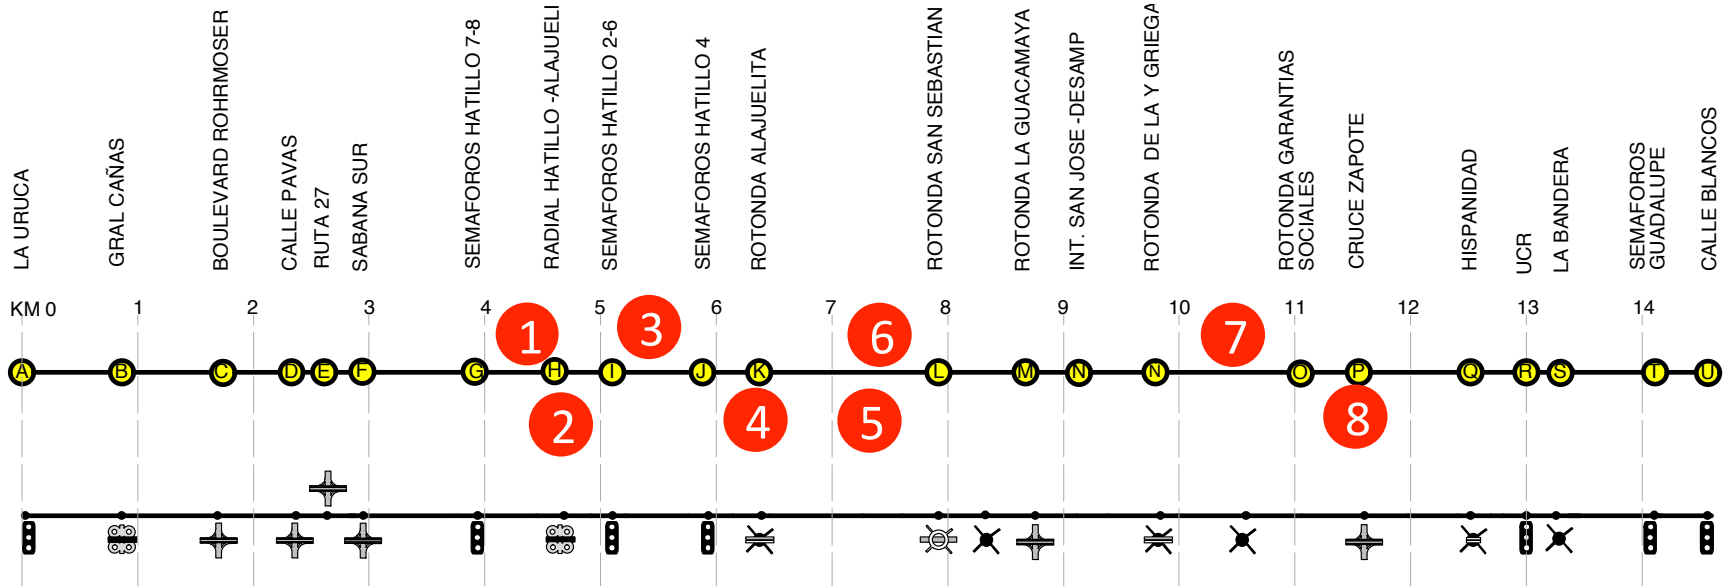 LA URUCA
GRAL CAÑAS
BOULEVARD ROHRMOSER
CALLE PAVAS
RUTA 27
SABANA SUR
SEMAFOROS HATILLO 7-8
RADIAL HATILLO -ALAJUELI
SEMAFOROS HATILLO 2-6
SEMAFOROS HATILLO 4
ROTONDA ALAJUELITA
ROTONDA SAN SEBASTIAN
ROTONDA LA GUACAMAYA
INT. SAN JOSE -DESAMP
ROTONDA DE LA Y GRIEGA
ROTONDA GARANTIAS
SOCIALES
CRUCE ZAPOTE
HISPANIDAD
UCR
LA BANDERA
SEMAFOROS
GUADALUPE
CALLE BLANCOS
KM 0 1 2 3 4 5 6 7 8 9 10 11 12 13 14
1 3 6 7
A B C D E F G H I J K L M N N O P Q R S T U
2 4 5 8